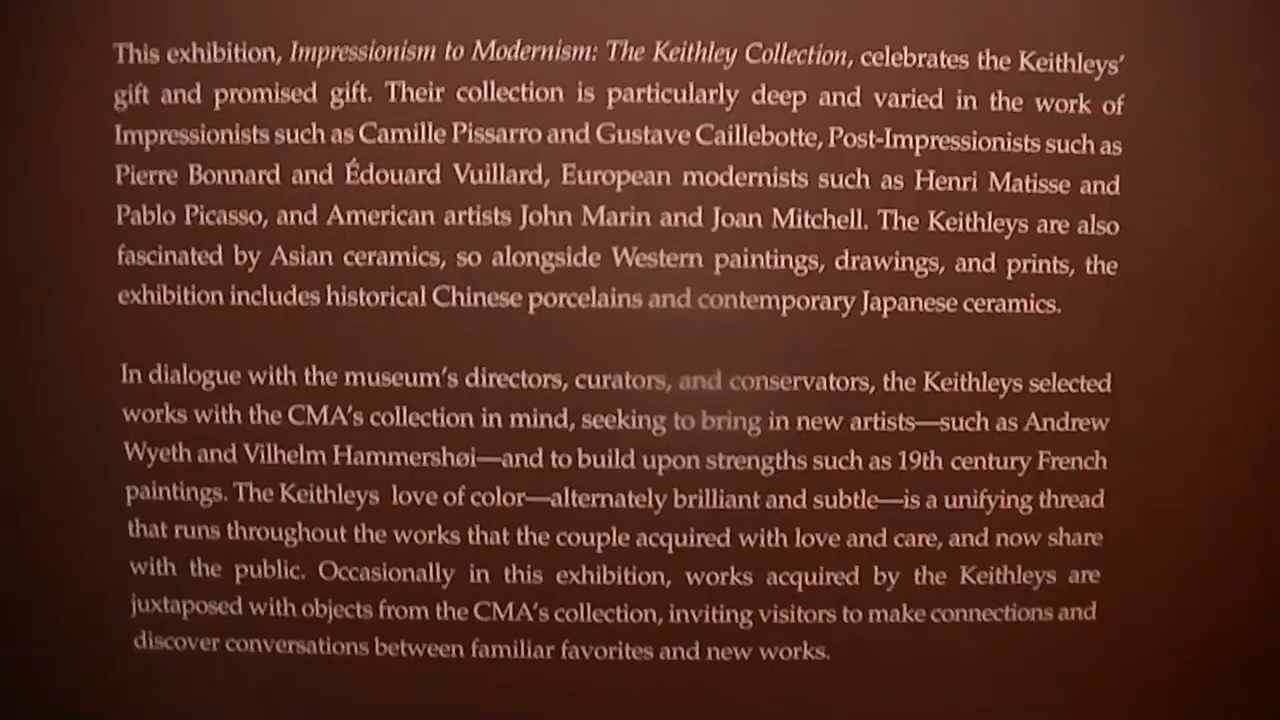 This exhibition, Impressionism to Modernism: The Keithley Collection, celebrates the Keithleys'
gift and promised gift. Their collection is particularly deep and varied in the work of
Impressionists such as Camille Pissarro and Gustave Caillebotte, Post-Impressionists such as
Pierre Bonnard and Édouard Vuillard, European modernists such as Henri Matisse and
Pablo Picasso, and American artists John Marin and Joan Mitchell. The Keithleys are also
fascinated by Asian ceramics, so alongside Western paintings, drawings, and prints, the
exhibition includes historical Chinese porcelains and contemporary Japanese ceramics.
In dialogue with the museum's directors, curators, and conservators, the Keithleys selected
works with the CMA's collection in mind, seeking to bring in new artists—such as Andrew
Wyeth and Vilhelm Hammershøi—and to build upon strengths such as 19th century French
paintings. The Keithleys love of color—alternately brilliant and subtle—is a unifying thread
that runs throughout the works that the couple acquired with love and care, and now share
with the public. Occasionally in this exhibition, works acquired by the Keithleys are
juxtaposed with objects from the CMA's collection, inviting visitors to make connections and
discover conversations between familiar favorites and new works.